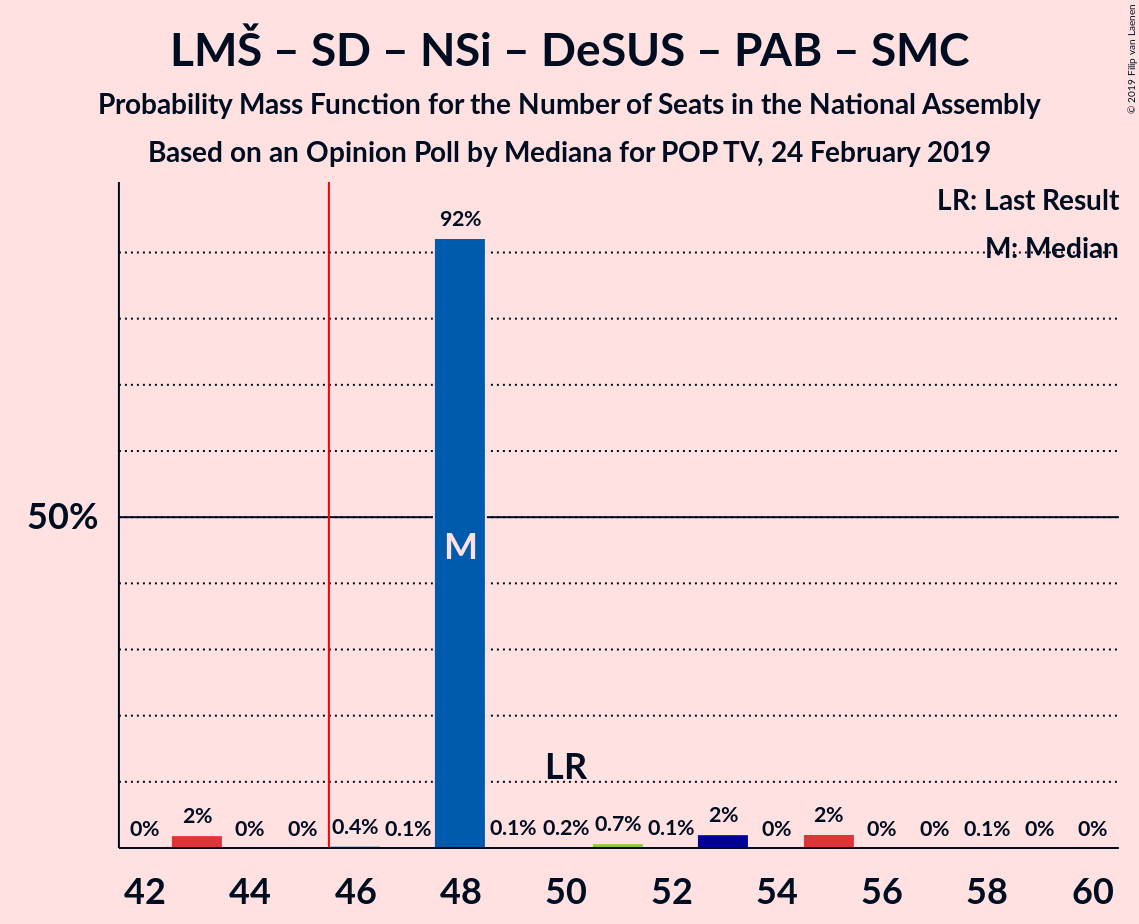 LMŠ – SD – NSi – DeSUS – PAB – SMC
Probability Mass Function for the Number of Seats in the National Assembly
Based on an Opinion Poll by Mediana for POP TV, 24 February 2019
© 2019 Filip van Laenen
LR: Last Result
M: Median
50%
92%
M
LR
0% 2% 0% 0% 0.4% 0.1% 0.1% 0.2% 0.7% 0.1% 2% 0% 2% 0% 0% 0.1% 0% 0%
42 44 46 48 50 52 54 56 58 60